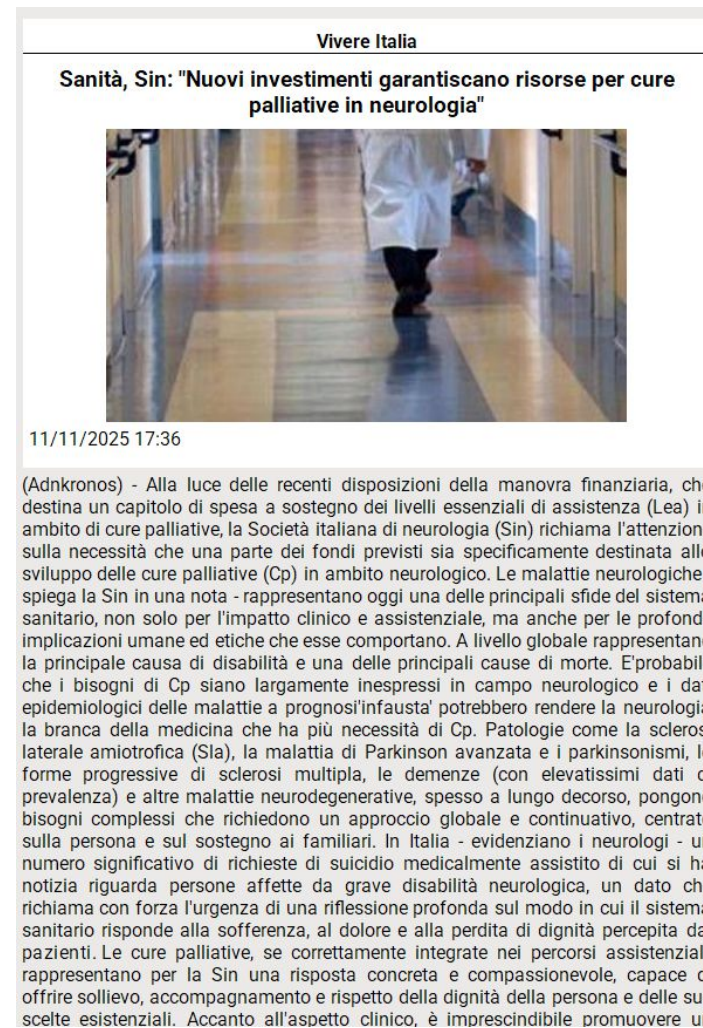 Vivere Italia
Sanità, Sin: "Nuovi investimenti garantiscano risorse per cure
palliative in neurologia"
11/11/2025 17:36
(Adnkronos) - Alla luce delle recenti disposizioni della manovra finanziaria, che
destina un capitolo di spesa a sostegno dei livelli essenziali di assistenza (Lea) i
ambito di cure palliative, la Società italiana di neurologia (Sin) richiama l'attenzion
sulla necessità che una parte dei fondi previsti sia specificamente destinata allo
sviluppo delle cure palliative (Cp) in ambito neurologico. Le malattie neurologiche
spiega la Sin in una nota - rappresentano oggi una delle principali sfide del sistema
sanitario, non solo per l'impatto clinico e assistenziale, ma anche per le profond
implicazioni umane ed etiche che esse comportano. A livello globale rappresentano
la principale causa di disabilità e una delle principali cause di morte. E'probabil
che i bisogni di Cp siano largamente inespressi in campo neurologico e i dat
epidemiologici delle malattie a prognosi'infausta' potrebbero rendere la neurologia
la branca della medicina che ha più necessità di Cp. Patologie come la scleros
laterale amiotrofica (Sla), la malattia di Parkinson avanzata e i parkinsonismi, le
forme progressive di sclerosi multipla, le demenze (con elevatissimi dati d
prevalenza) e altre malattie neurodegenerative, spesso a lungo decorso, pongono
bisogni complessi che richiedono un approccio globale e continuativo, centrato
sulla persona e sul sostegno ai familiari. In Italia - evidenziano i neurologi - un
numero significativo di richieste di suicidio medicalmente assistito di cui si ha
notizia riguarda persone affette da grave disabilità neurologica, un dato che
richiama con forza l'urgenza di una riflessione profonda sul modo in cui il sistema
sanitario risponde alla sofferenza, al dolore e alla perdita di dignità percepita da
pazienti. Le cure palliative, se correttamente integrate nei percorsi assistenzial
rappresentano per la Sin una risposta concreta e compassionevole, capace d
offrire sollievo, accompagnamento e rispetto della dignità della persona e delle su
scelte esistenziali. Accanto all'aspetto clinico, è imprescindibile promuovere u